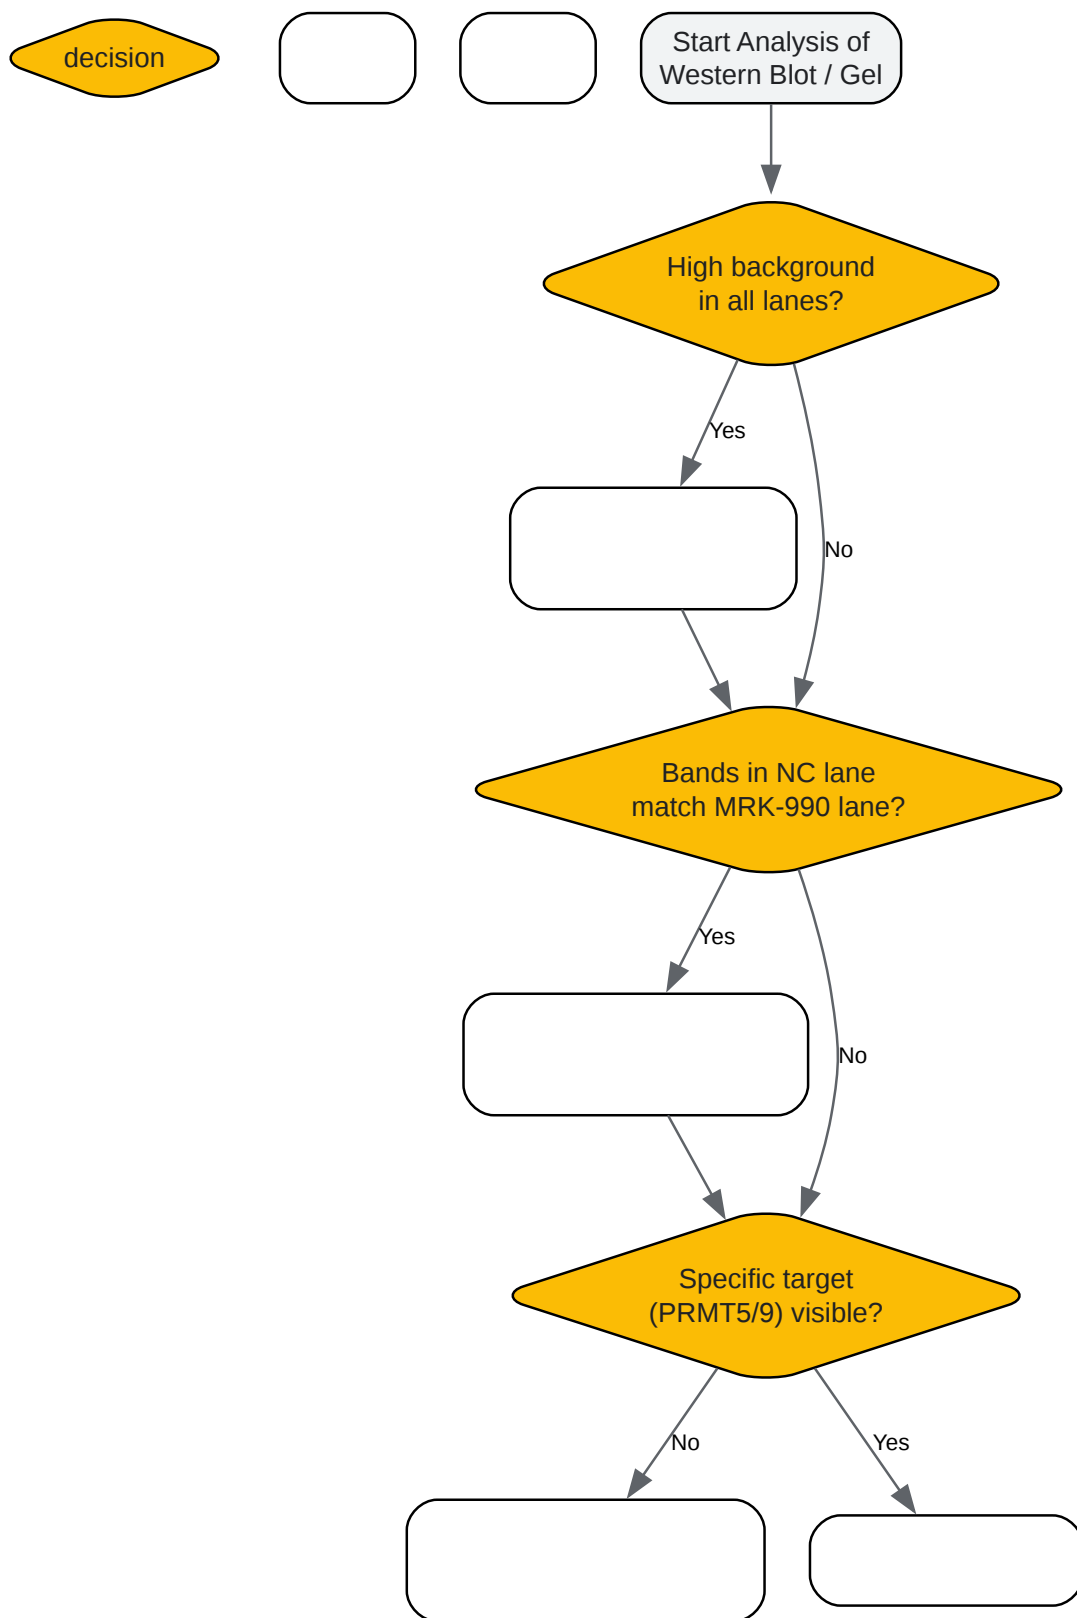 decision
Start Analysis of
Western Blot / Gel
High background
in all lanes?
Yes
No
Bands in NC lane
match MRK-990 lane?
Yes
No
Specific target
(PRMT5/9) visible?
No
Yes